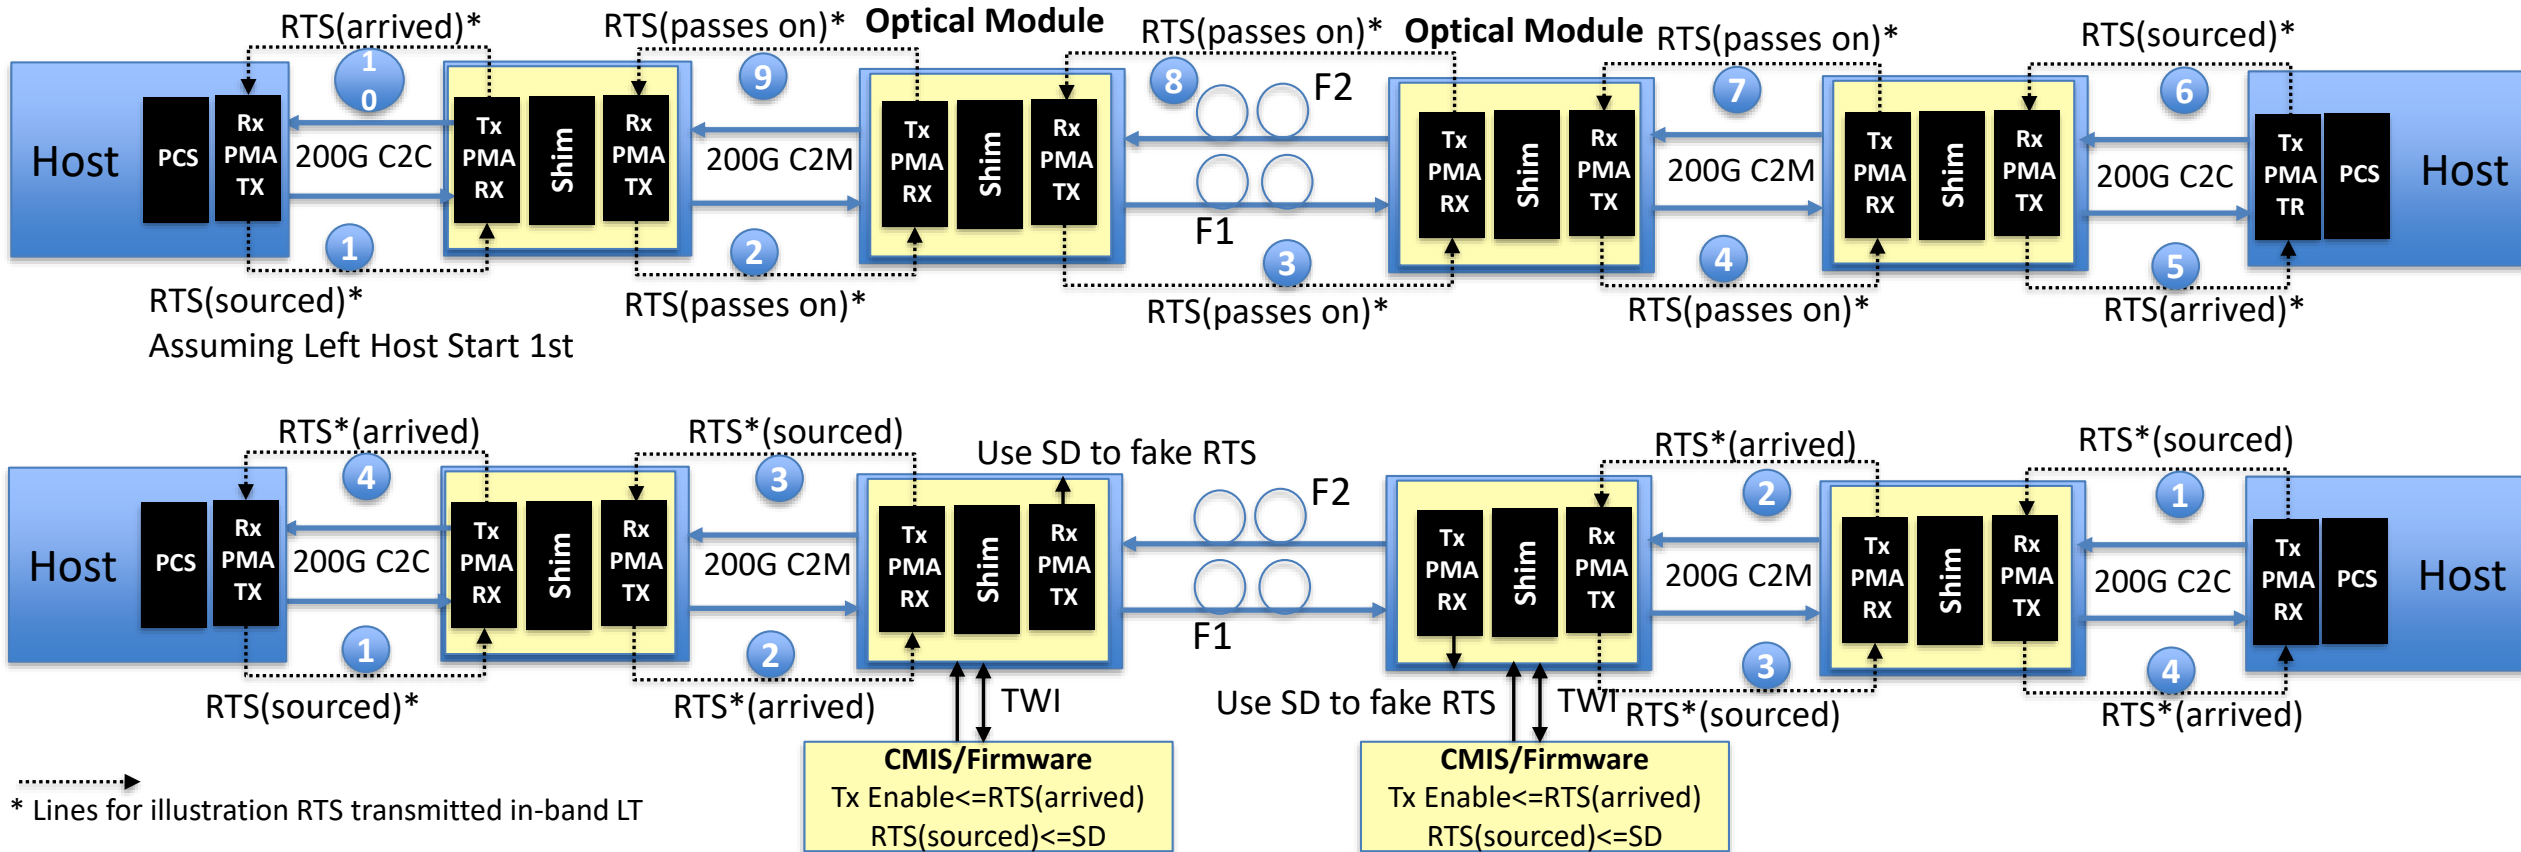 Optical Module
Optical Module
RTS(arrived)*
RTS(passes on)*
RTS(passes on)*
RTS(passes on)*
RTS(sourced)*
1
0
9
8
7
6
F2
Host
PCS
Rx
PMA
TX
200G C2C
Tx
PMA
RX
Shim
Rx
PMA
TX
200G C2M
Tx
PMA
RX
Shim
Rx
PMA
TX
Tx
PMA
RX
Shim
Rx
PMA
TX
200G C2M
Tx
PMA
RX
Shim
Rx
PMA
TX
200G C2C
Tx
PMA
TR
PCS
Host
F1
1
2
3
4
5
RTS(sourced)*
RTS(passes on)*
RTS(passes on)*
RTS(passes on)*
RTS(arrived)*
Assuming Left Host Start 1st
RTS*(arrived)
RTS*(sourced)
Use SD to fake RTS
RTS*(arrived)
RTS*(sourced)
4
3
2
1
F2
Host
PCS
Rx
PMA
TX
200G C2C
Tx
PMA
RX
Shim
Rx
PMA
TX
200G C2M
Tx
PMA
RX
Shim
Rx
PMA
TX
Tx
PMA
RX
Shim
Rx
PMA
TX
200G C2M
Tx
PMA
RX
Shim
Rx
PMA
TX
200G C2C
Tx
PMA
RX
PCS
Host
F1
1
2
3
4
RTS(sourced)*
RTS*(arrived)
TWI
Use SD to fake RTS
TWI
RTS*(sourced)
RTS*(arrived)
CMIS/Firmware
Tx Enable<=RTS(arrived)
RTS(sourced)<=SD
CMIS/Firmware
Tx Enable<=RTS(arrived)
RTS(sourced)<=SD
* Lines for illustration RTS transmitted in-band LT